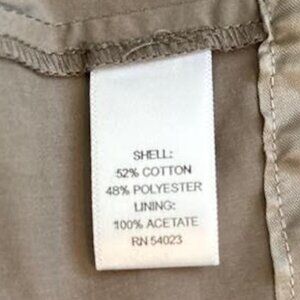 SHELL:
52% COTTON
48% POLYESTER
LINING:
100% ACETATE
RN 54023